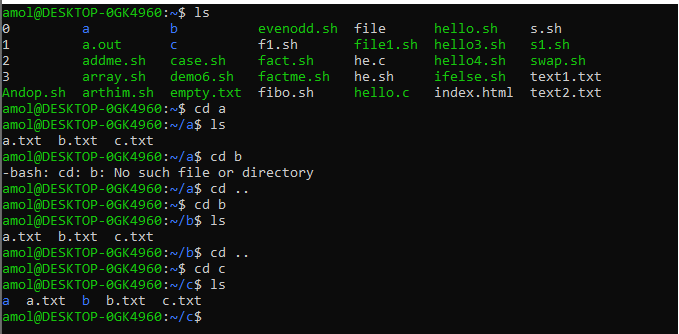 amol@DESKTOP-0GK4960:~$ ls
0         a          b          evenodd.sh  file      hello.sh    s.sh
1         a.out      c          f1.sh       file1.sh  hello3.sh   s1.sh
2         addme.sh   case.sh    fact.sh     he.c      hello4.sh   swap.sh
3         array.sh   demo6.sh   factme.sh   he.sh     ifelse.sh   text1.txt
Andop.sh  arthim.sh  empty.txt  fibo.sh     hello.c   index.html  text2.txt
amol@DESKTOP-0GK4960:~$ cd a
amol@DESKTOP-0GK4960:~/a$ ls
a.txt  b.txt  c.txt
amol@DESKTOP-0GK4960:~/a$ cd b
-bash: cd: b: No such file or directory
amol@DESKTOP-0GK4960:~/a$ cd ..
amol@DESKTOP-0GK4960:~$ cd b
amol@DESKTOP-0GK4960:~/b$ ls
a.txt  b.txt  c.txt
amol@DESKTOP-0GK4960:~/b$ cd ..
amol@DESKTOP-0GK4960:~$ cd c
amol@DESKTOP-0GK4960:~/c$ ls
a  a.txt  b  b.txt  c.txt
amol@DESKTOP-0GK4960:~/c$